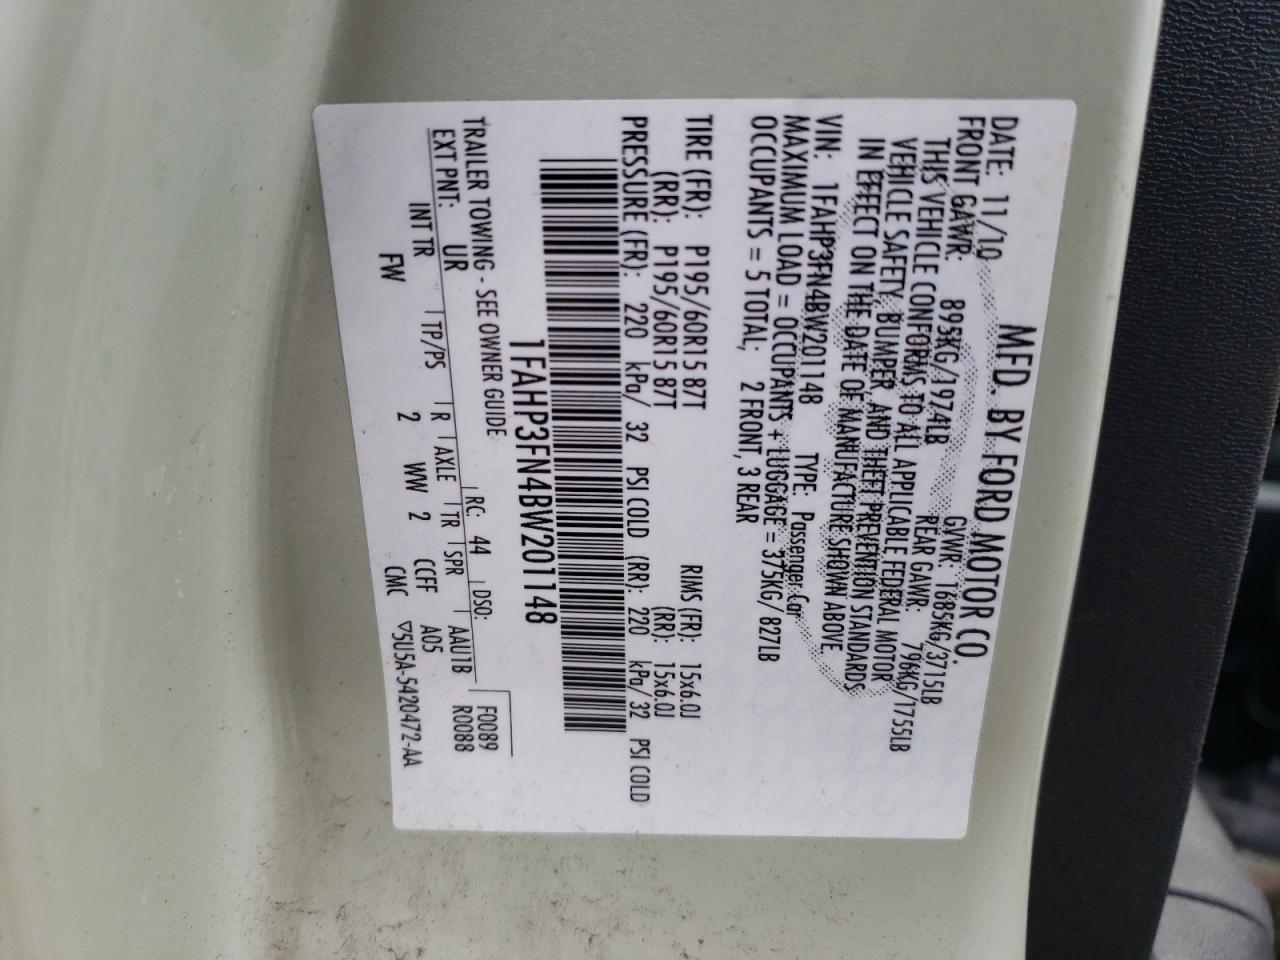 MFD. BY FORD MOTOR CO.
DATE: 11/10 GVWR: 1685KG/3715LB
FRONT GAWR: 895KG/1974LB REAR GAWR: 796KG/1755LB
THIS VEHICLE CONFORMS TO ALL APPLICABLE FEDERAL MOTOR
VEHICLE SAFETY, BUMPER, AND THEFT PREVENTION STANDARDS
IN EFFECT ON THE DATE OF MANUFACTURE SHOWN ABOVE.
VIN: 1FAHP3FN4BW201148 TYPE: Passenger Car
MAXIMUM LOAD = OCCUPANTS + LUGGAGE = 375KG/827LB
OCCUPANTS = 5 TOTAL; 2 FRONT, 3 REAR
TIRE (FR): P195/60R15 87T RIMS (FR): 15x6.0J
(RR): P195/60R15 87T (RR): 15x6.0J
PRESSURE (FR): 220 kPa/ 32 PSI COLD (RR): 220 kPa/ 32 PSI COLD
1FAHP3FN4BW201148
TRAILER TOWING - SEE OWNER GUIDE F0089
RC: 44 DSO: R0088
EXT PNT: UR AAU1B
INT TR TP/PS R AXLE TR SPR A05
FW 2 WW 2 CCFF
CMC ▽5U5A-5420472-AA